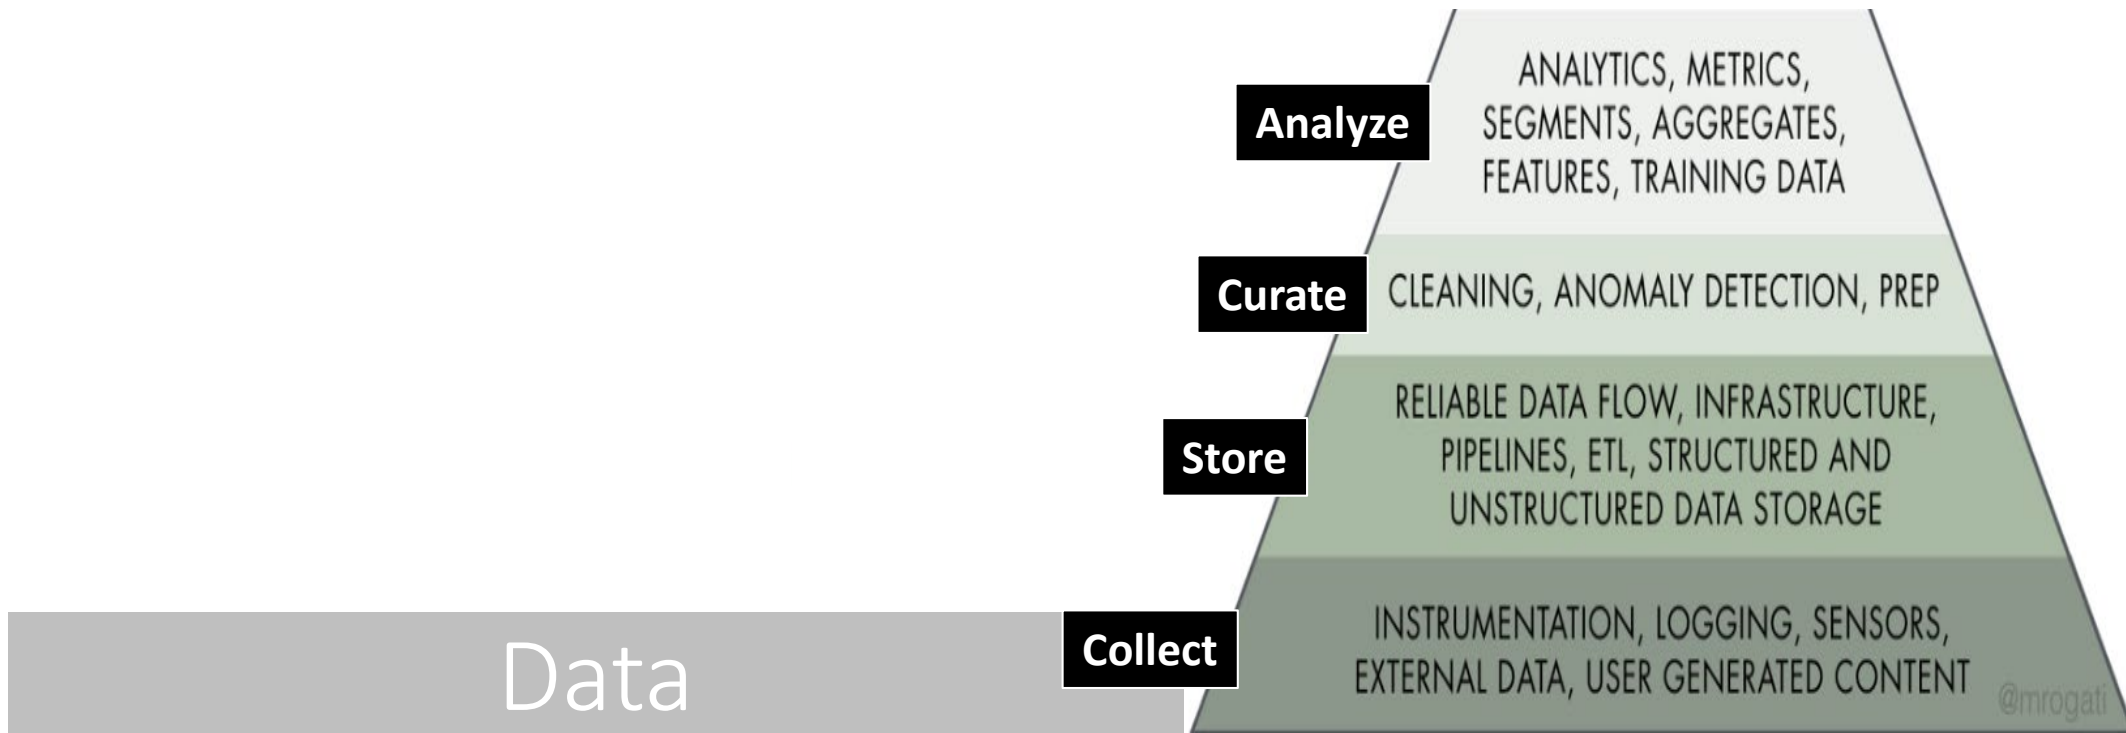 Analyze
ANALYTICS, METRICS,
SEGMENTS, AGGREGATES,
FEATURES, TRAINING DATA
Curate
CLEANING, ANOMALY DETECTION, PREP
Store
RELIABLE DATA FLOW, INFRASTRUCTURE,
PIPELINES, ETL, STRUCTURED AND
UNSTRUCTURED DATA STORAGE
Data
Collect
INSTRUMENTATION, LOGGING, SENSORS,
EXTERNAL DATA, USER GENERATED CONTENT
@mrogati